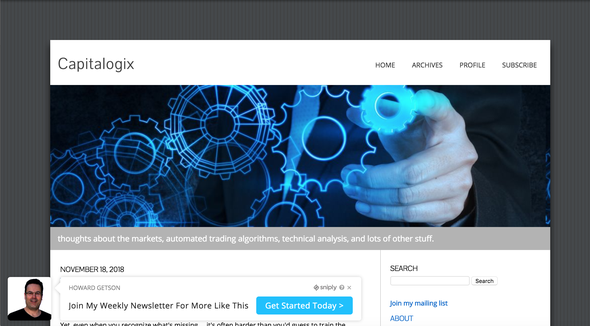 Capitalogix
HOME ARCHIVES PROFILE SUBSCRIBE
thoughts about the markets, automated trading algorithms, technical analysis, and lots of other stuff.
NOVEMBER 18, 2018
SEARCH
Search
HOWARD GETSON
sniply
Join My Weekly Newsletter For More Like This
Get Started Today >
Join my mailing list
ABOUT
Yet, even when you recognize what's missing... it's often harder than you'd guess to train the